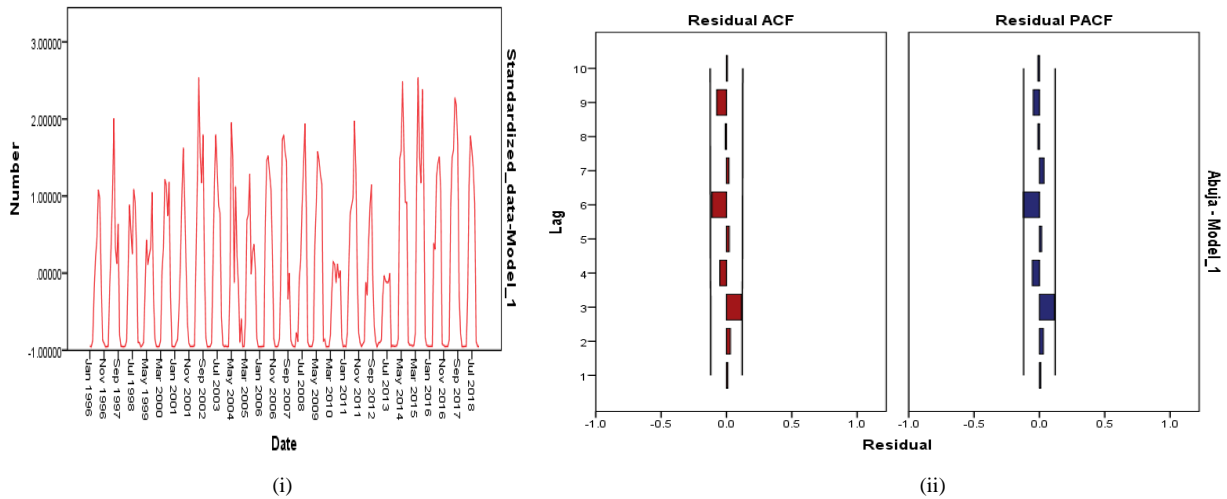 3.00000
2.00000
1.00000
.00000
-1.00000
Number
Standardized_data-Model_1
Jan 1996
Nov 1996
Sep 1997
Jul 1998
May 1999
Mar 2000
Jan 2001
Nov 2001
Sep 2002
Jul 2003
May 2004
Mar 2005
Jan 2006
Nov 2006
Sep 2007
Jul 2008
May 2009
Mar 2010
Jan 2011
Nov 2011
Sep 2012
Jul 2013
May 2014
Mar 2015
Jan 2016
Nov 2016
Sep 2017
Jul 2018
Date
(i)
Residual ACF
Residual PACF
10
9
8
7
6
5
4
3
2
1
Lag
Abuja - Model_1
-1.0 -0.5 0.0 0.5 1.0
-1.0 -0.5 0.0 0.5 1.0
Residual
(ii)